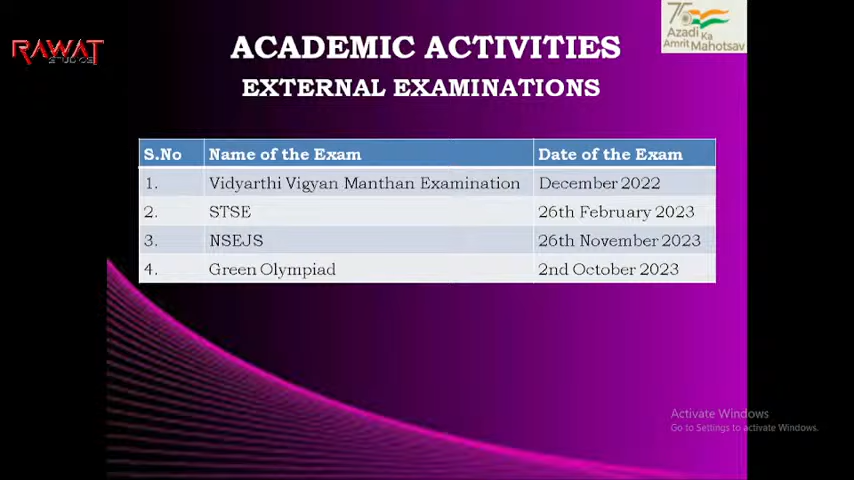 RAWAT
STUDIOS
75
Azadi
Ka
Amrit Mahotsav
ACADEMIC ACTIVITIES
EXTERNAL EXAMINATIONS
S.No Name of the Exam Date of the Exam
1. Vidyarthi Vigyan Manthan Examination December 2022
2. STSE 26th February 2023
3. NSEJS 26th November 2023
4. Green Olympiad 2nd October 2023
Activate Windows
Go to Settings to activate Windows.